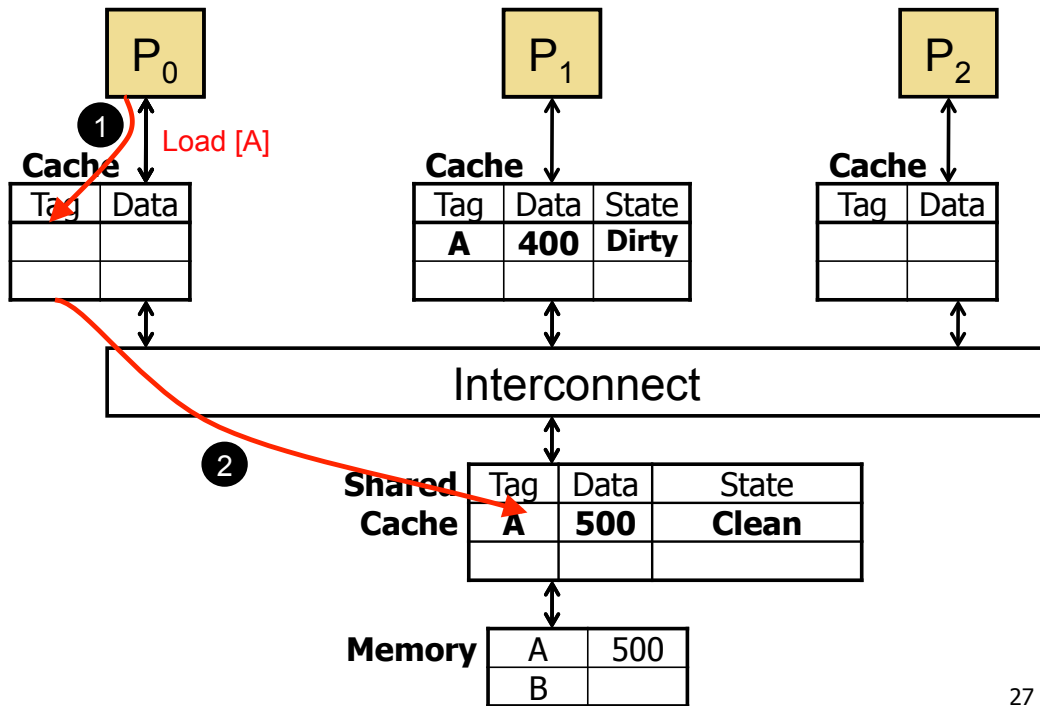 P0 P1 P2
1 Load [A]
Cache Cache Cache
Tag Data Tag Data State Tag Data
A 400 Dirty
Interconnect
2
Shared Tag Data State
Cache A 500 Clean
Memory A 500
B
27